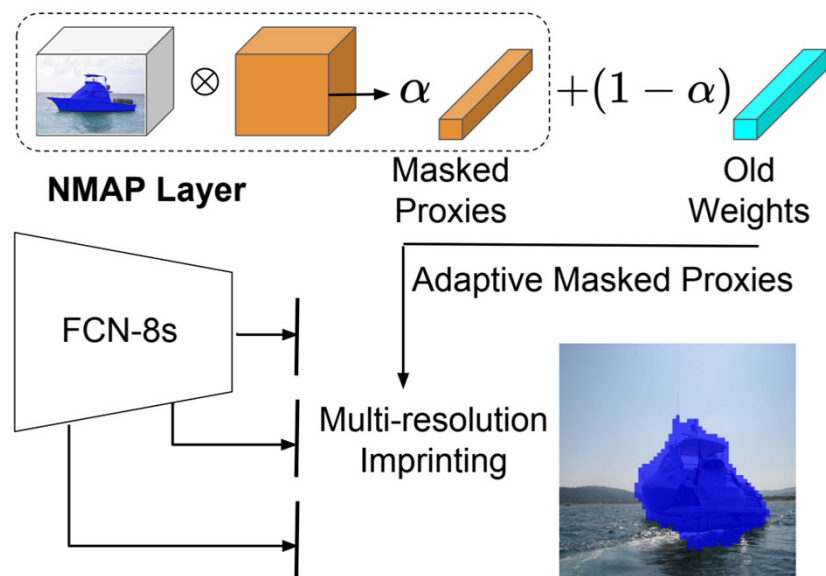 ⊗ α +(1 − α)
NMAP Layer
Masked
Proxies
Old
Weights
Adaptive Masked Proxies
FCN-8s
Multi-resolution
Imprinting